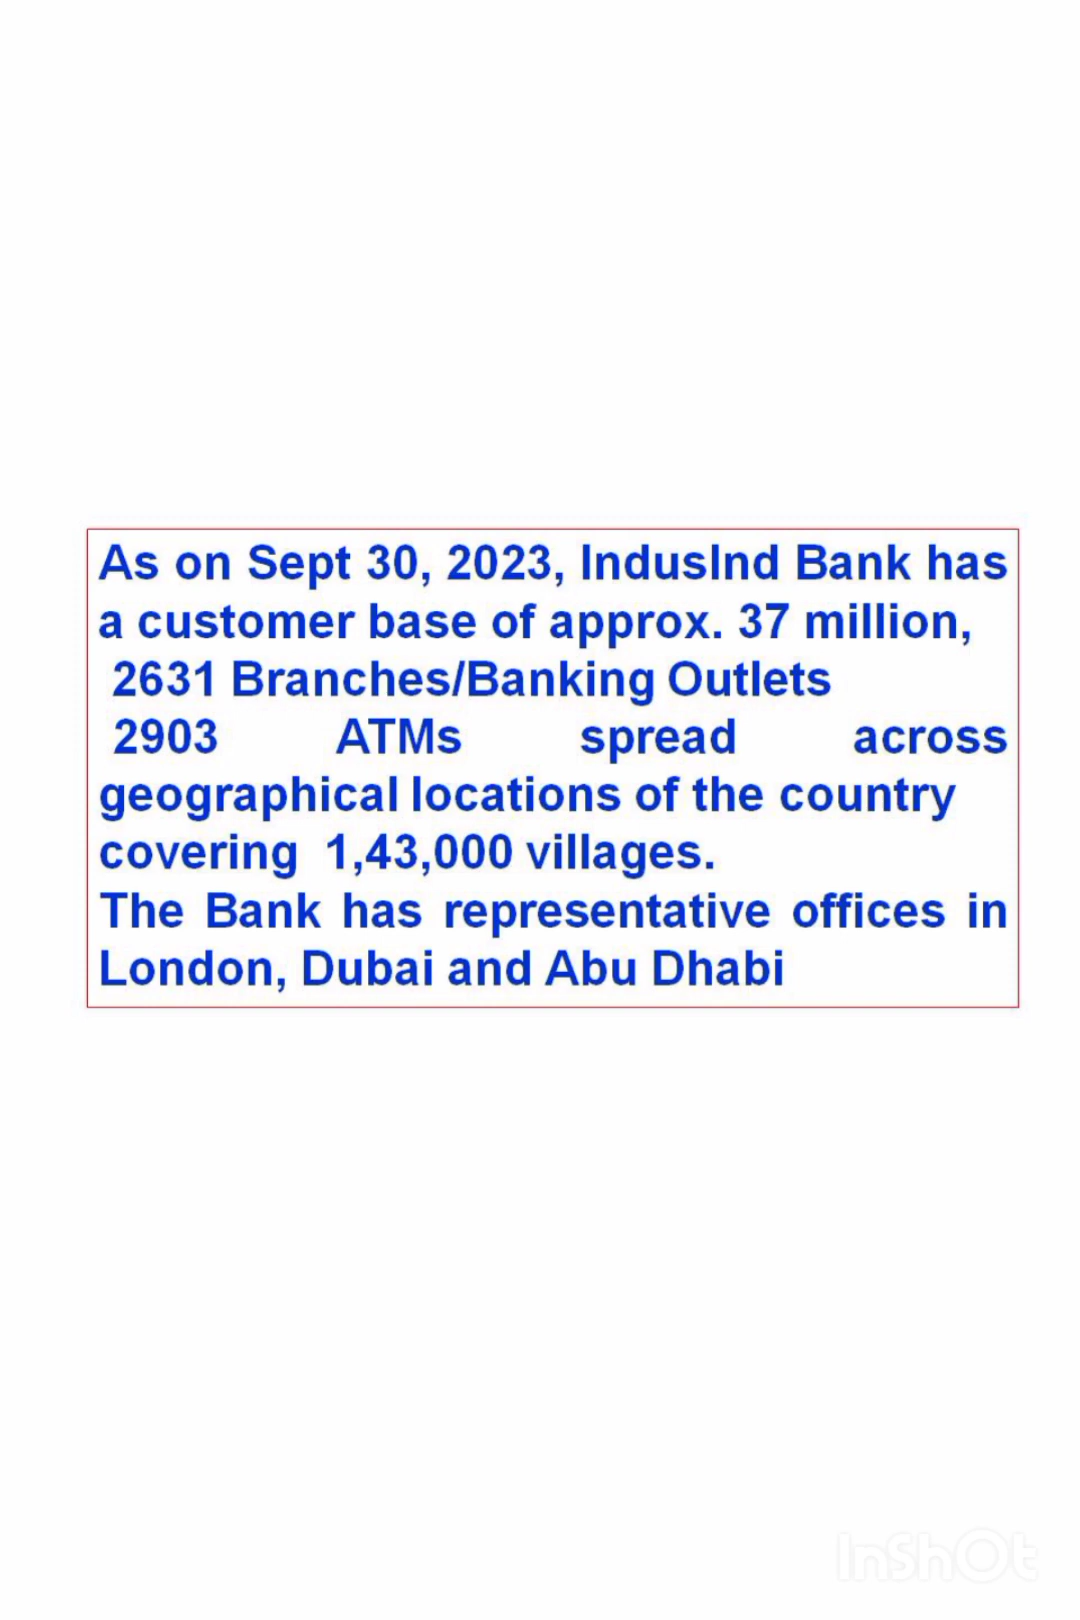 As on Sept 30, 2023, IndusInd Bank has
a customer base of approx. 37 million,
2631 Branches/Banking Outlets
2903 ATMs spread across
geographical locations of the country
covering 1,43,000 villages.
The Bank has representative offices in
London, Dubai and Abu Dhabi
InShOt